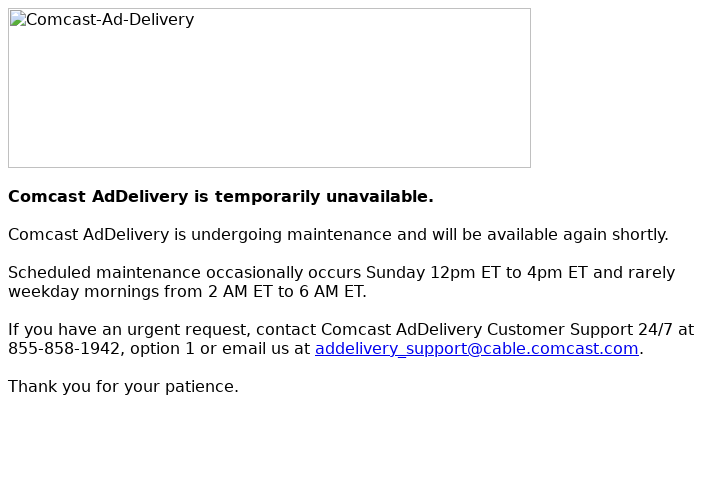 Comcast-Ad-Delivery
Comcast AdDelivery is temporarily unavailable.
Comcast AdDelivery is undergoing maintenance and will be available again shortly.
Scheduled maintenance occasionally occurs Sunday 12pm ET to 4pm ET and rarely
weekday mornings from 2 AM ET to 6 AM ET.
If you have an urgent request, contact Comcast AdDelivery Customer Support 24/7 at
855-858-1942, option 1 or email us at addelivery_support@cable.comcast.com.
Thank you for your patience.